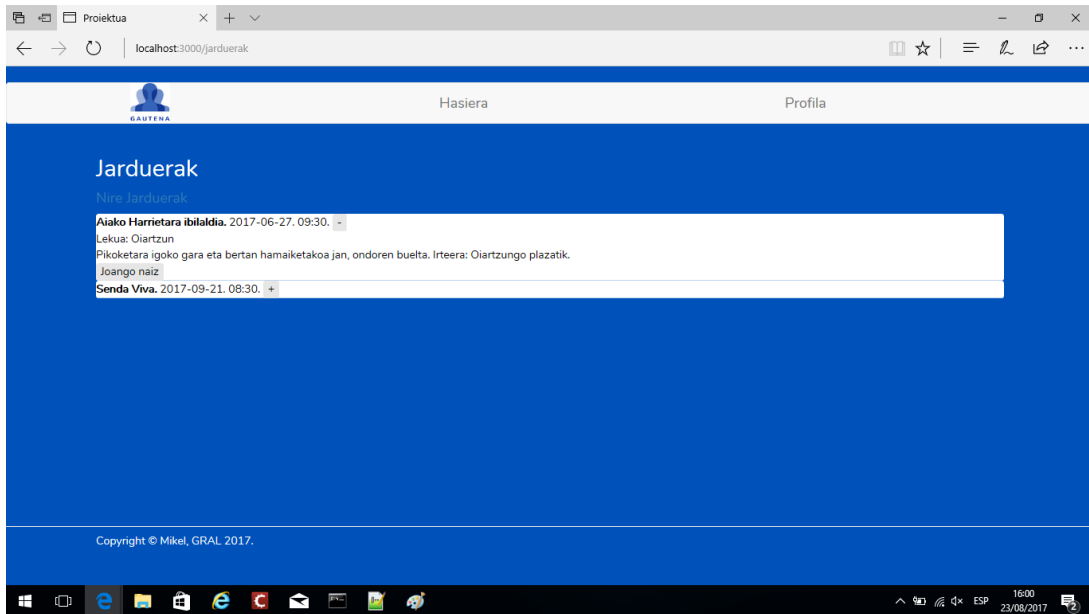 Proiektua
localhost:3000/jarduerak
GAUTENA
Hasiera
Profila
Jarduerak
Nire Jarduerak
Aiako Harrietara ibilaldia. 2017-06-27. 09:30. -
Lekua: Oiartzun
Pikoketara igoko gara eta bertan hamaiketakoa jan, ondoren buelta. Irteera: Oiartzungo plazatik.
Joango naiz
Senda Viva. 2017-09-21. 08:30. +
Copyright © Mikel, GRAL 2017.
ESP
16:00
23/08/2017